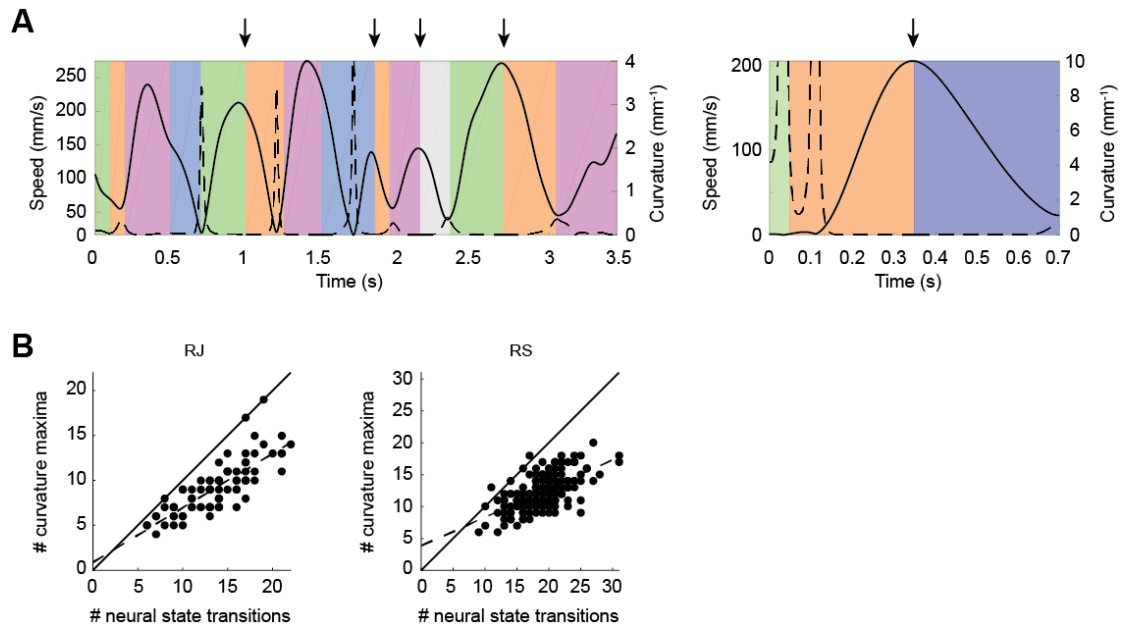 A
Speed (mm/s)
250
200
150
100
50
0
0 0.5 1 1.5 2 2.5 3 3.5
Time (s)
4
3
2
1
0
Curvature (mm⁻¹)
Speed (mm/s)
200
100
0
0 0.1 0.2 0.3 0.4 0.5 0.6 0.7
Time (s)
10
8
6
4
2
0
Curvature (mm⁻¹)
B
RJ
# curvature maxima
20
15
10
5
0
0 5 10 15 20
# neural state transitions
RS
# curvature maxima
30
25
20
15
10
5
0
0 5 10 15 20 25 30
# neural state transitions